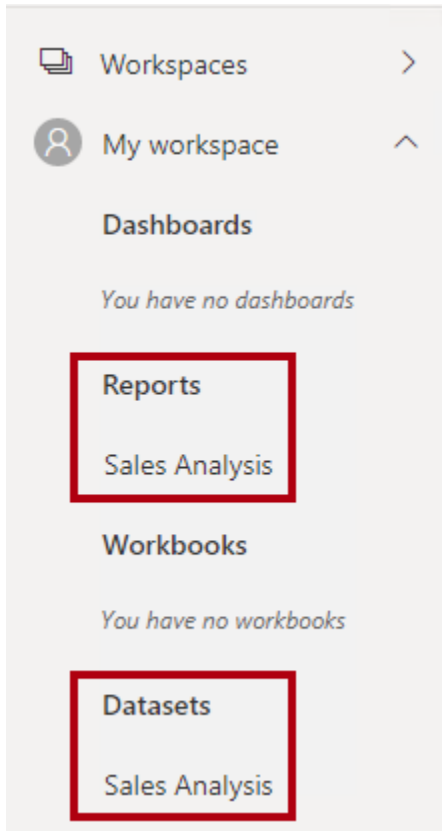 Workspaces
My workspace
Dashboards
You have no dashboards
Reports
Sales Analysis
Workbooks
You have no workbooks
Datasets
Sales Analysis